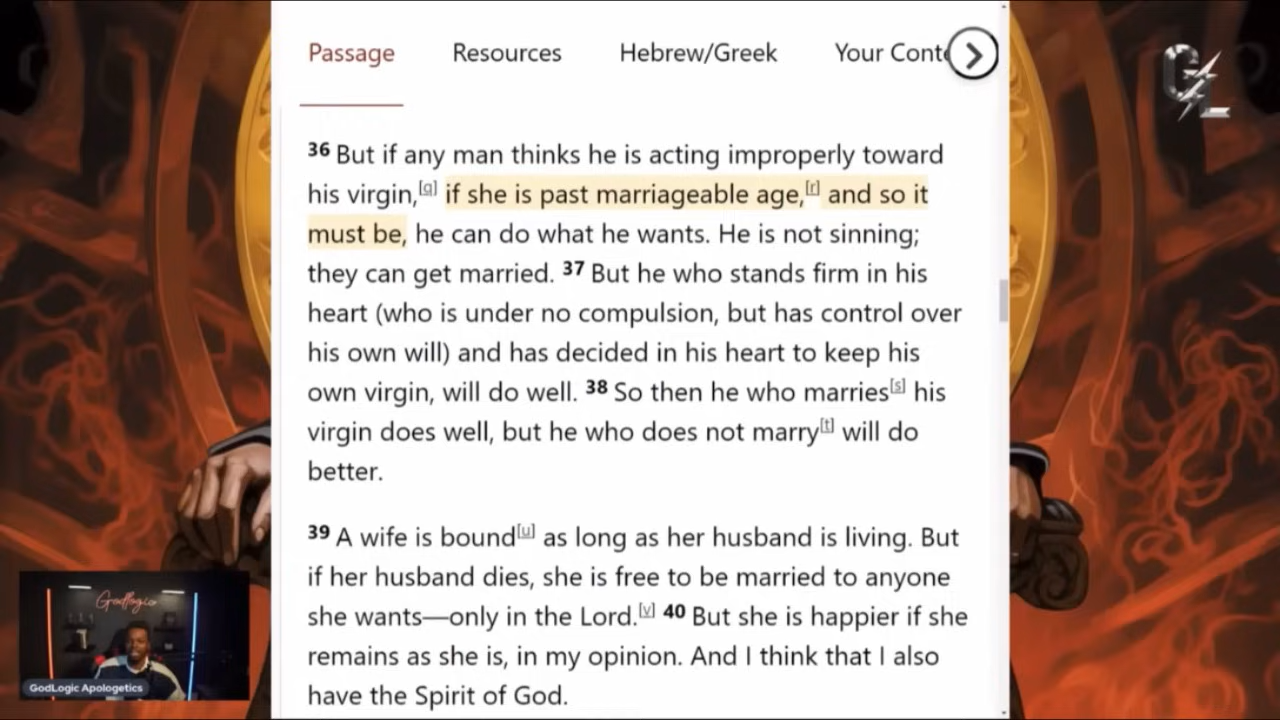 Passage Resources Hebrew/Greek Your Conte
GL
36 But if any man thinks he is acting improperly toward
his virgin,[q] if she is past marriageable age,[r] and so it
must be, he can do what he wants. He is not sinning;
they can get married. 37 But he who stands firm in his
heart (who is under no compulsion, but has control over
his own will) and has decided in his heart to keep his
own virgin, will do well. 38 So then he who marries[s] his
virgin does well, but he who does not marry[t] will do
better.
39 A wife is bound[u] as long as her husband is living. But
if her husband dies, she is free to be married to anyone
she wants—only in the Lord.[v] 40 But she is happier if she
remains as she is, in my opinion. And I think that I also
have the Spirit of God.
Godlogic
GodLogic Apologetics